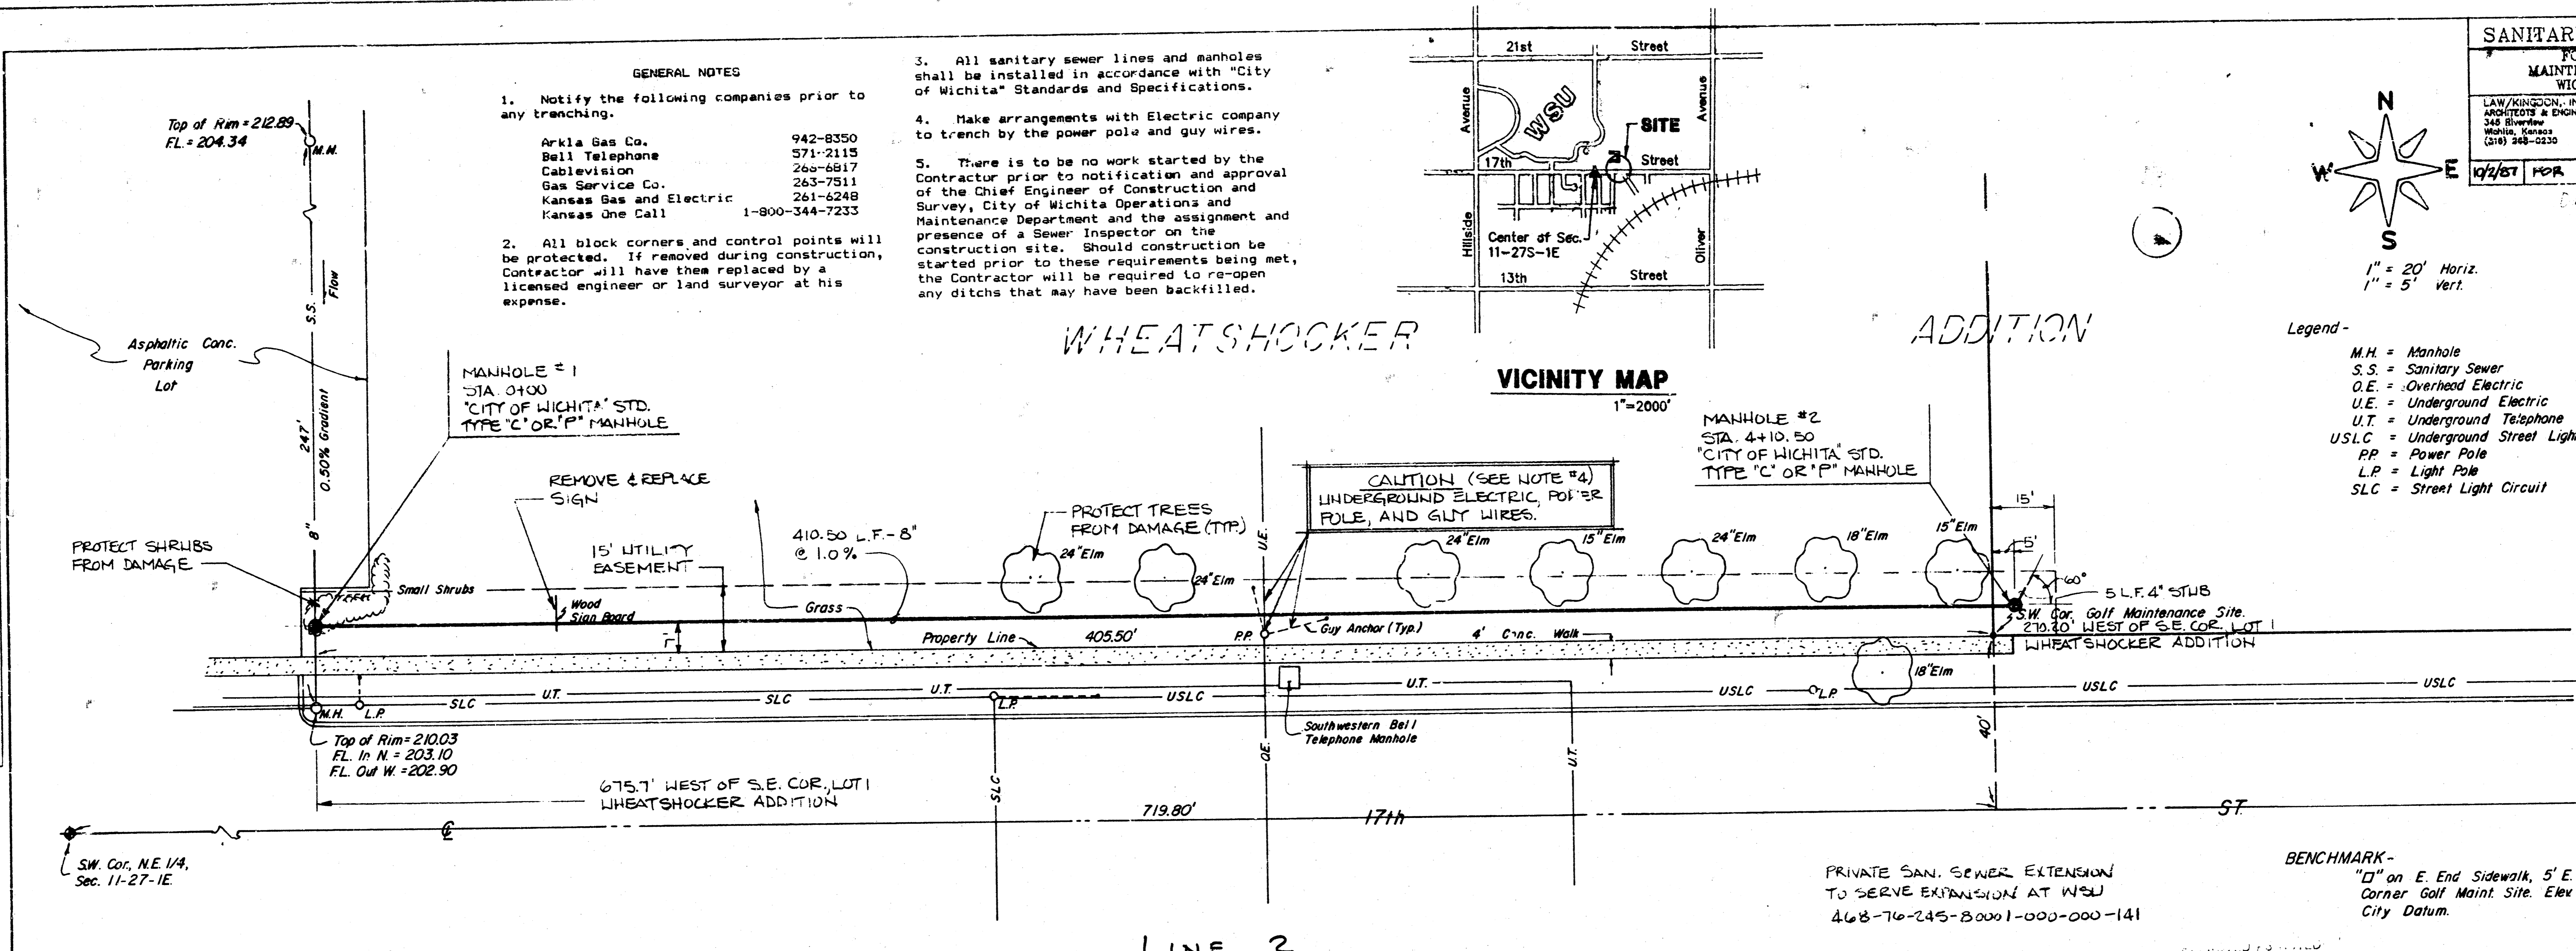 GENERAL NOTES
1. Notify the following companies prior to
any trenching.
Arkla Gas Co. 942-8350
Bell Telephone 571-2115
Cablevision 265-6817
Gas Service Co. 263-7511
Kansas Gas and Electric 261-6248
Kansas One Call 1-800-344-7233
2. All block corners and control points will
be protected. If removed during construction,
Contractor will have them replaced by a
licensed engineer or land surveyor at his
expense.
3. All sanitary sewer lines and manholes
shall be installed in accordance with "City
of Wichita" Standards and Specifications.
4. Make arrangements with Electric company
to trench by the power pole and guy wires.
5. There is to be no work started by the
Contractor prior to notification and approval
of the Chief Engineer of Construction and
Survey, City of Wichita Operations and
Maintenance Department and the assignment and
presence of a Sewer Inspector on the
construction site. Should construction be
started prior to these requirements being met,
the Contractor will be required to re-open
any ditchs that may have been backfilled.
21st Street
Avenue
WSU
Avenue
SITE
17th Street
Hillside
Center of Sec.
11-27S-1E
Oliver
13th Street
VICINITY MAP
1"=2000'
SANITAR
MAINT
WIC
LAW/KINGDON, IN
ARCHITECTS & ENGIN
345 Riverview
Wichita, Kansas
(316) 268-0230
10/2/87 FOR
N
W E
S
1" = 20' Horiz.
1" = 5' Vert.
Legend -
M.H. = Manhole
S.S. = Sanitary Sewer
O.E. = Overhead Electric
U.E. = Underground Electric
U.T. = Underground Telephone
USLC = Underground Street Ligh
P.P. = Power Pole
L.P. = Light Pole
SLC = Street Light Circuit
Top of Rim = 212.89
F.L. = 204.34
M.H.
S.S.
Flow
Asphaltic Conc.
Parking
Lot
247'
0.50% Gradient
8"
WHEATSHOCKER ADDITION
MANHOLE #1
STA. 0+00
"CITY OF WICHITA" STD.
TYPE "C" OR "P" MANHOLE
REMOVE & REPLACE
SIGN
PROTECT SHRUBS
FROM DAMAGE
Small Shrubs
Wood
Sign Board
15' UTILITY
EASEMENT
Grass
410.50 L.F.-8"
@ 1.0%
PROTECT TREES
FROM DAMAGE (TYP.)
24"Elm
24"Elm
U.E.
CAUTION (SEE NOTE #4)
UNDERGROUND ELECTRIC, POWER
POLE, AND GUY WIRES.
24"Elm
15"Elm
24"Elm
18"Elm
15"Elm
MANHOLE #2
STA. 4+10.50
"CITY OF WICHITA" STD.
TYPE "C" OR "P" MANHOLE
15'
5'
60°
5 L.F. 4" STUB
S.W. Cor. Golf Maintenance Site.
270.20' WEST OF S.E. COR. LOT 1
WHEATSHOCKER ADDITION
7'
Property Line 405.50'
P.P.
Guy Anchor (Typ.)
4' Conc. Walk
18"Elm
M.H.
L.P.
SLC
U.T.
SLC
U.T.
L.P.
USLC
U.T.
USLC
L.P.
USLC
USLC
Southwestern Bell
Telephone Manhole
Top of Rim = 210.03
F.L. In N. = 203.10
F.L. Out W. = 202.90
675.7' WEST OF S.E. COR., LOT 1
WHEATSHOCKER ADDITION
SLC
O.E.
U.T.
40'
719.80'
17th ST.
S.W. Cor., N.E. 1/4,
Sec. 11-27-1E.
PRIVATE SAN. SEWER EXTENSION
TO SERVE EXPANSION AT WSU
468-76-245-80001-000-000-141
BENCHMARK -
"□" on E. End Sidewalk, 5' E.
Corner Golf Maint. Site. Elev
City Datum.
LINE 2